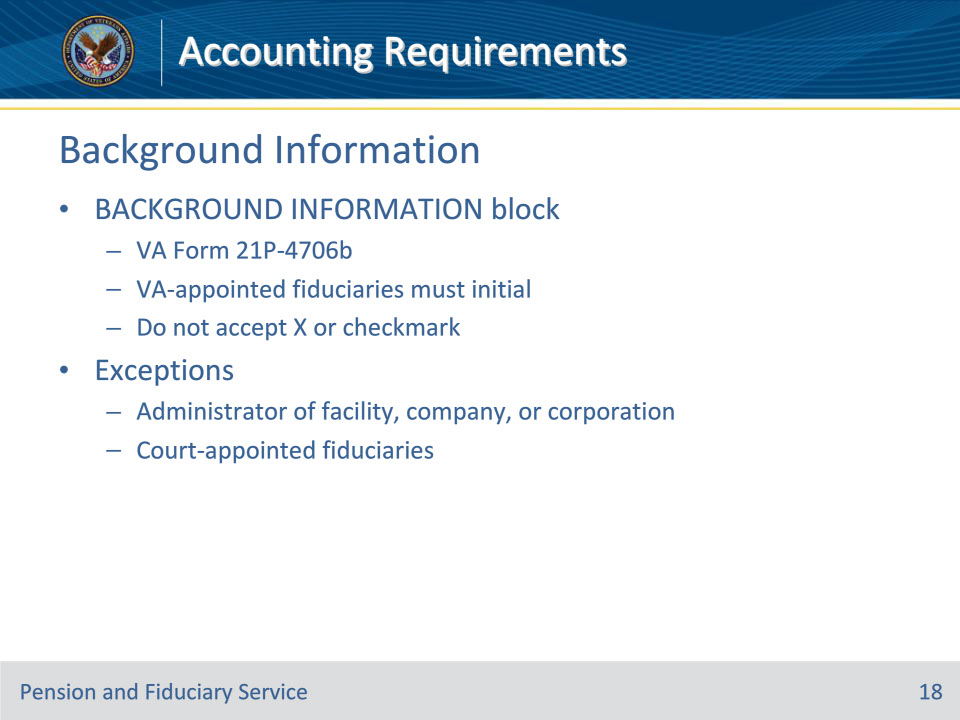 Accounting Requirements
Background Information
• BACKGROUND INFORMATION block
– VA Form 21P-4706b
– VA-appointed fiduciaries must initial
– Do not accept X or checkmark
• Exceptions
– Administrator of facility, company, or corporation
– Court-appointed fiduciaries
Pension and Fiduciary Service
18